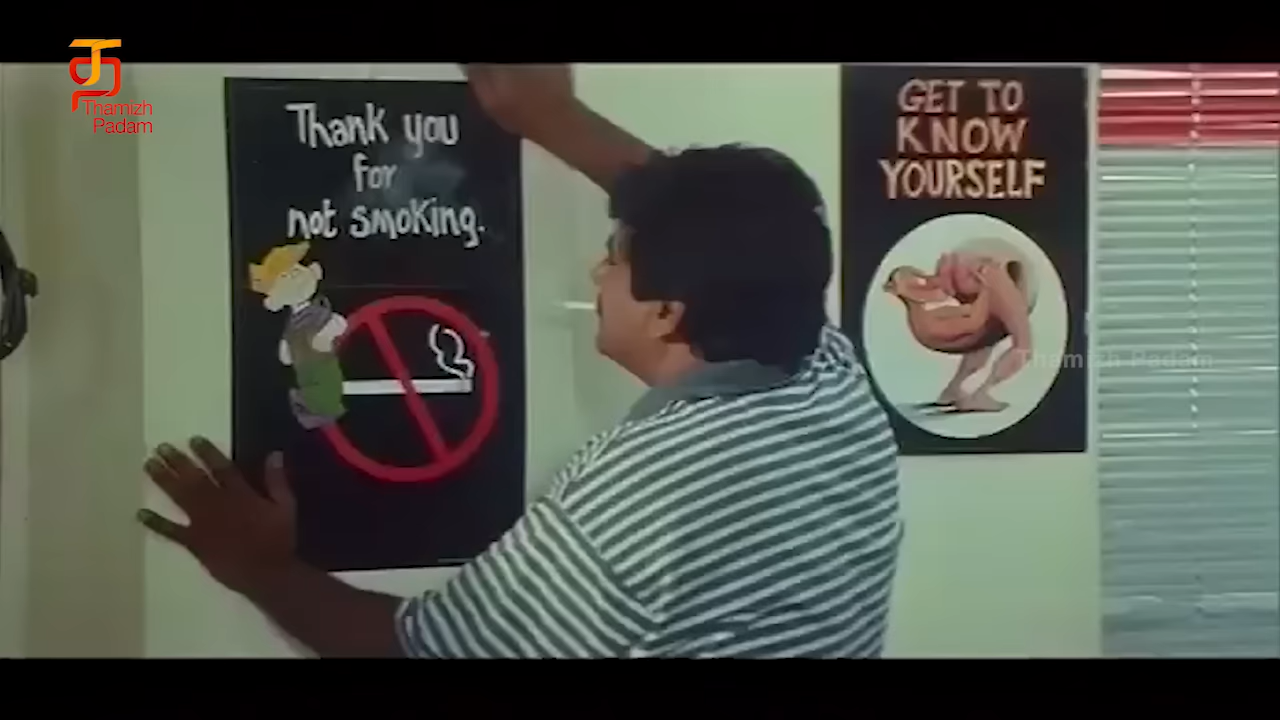 Thamizh
Padam
Thank you
for
not smoking.
GET TO
KNOW
YOURSELF
Thamizh Padam